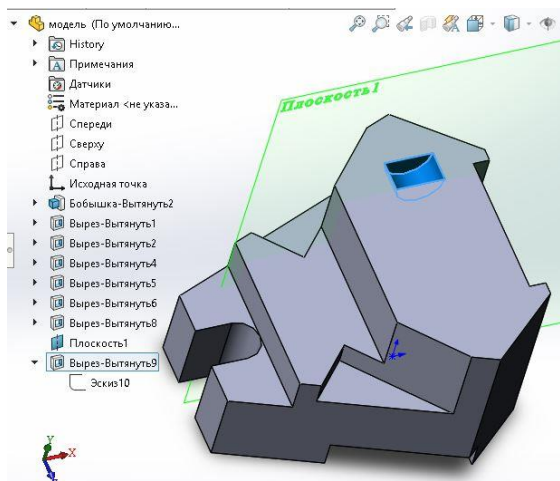 модель (По умолчанию...
History
Примечания
Датчики
Материал <не указа...
Спереди
Сверху
Справа
Исходная точка
Бобышка-Вытянуть2
Вырез-Вытянуть1
Вырез-Вытянуть2
Вырез-Вытянуть4
Вырез-Вытянуть5
Вырез-Вытянуть6
Вырез-Вытянуть8
Плоскость1
Вырез-Вытянуть9
Эскиз10
Плоскость1
Y
X